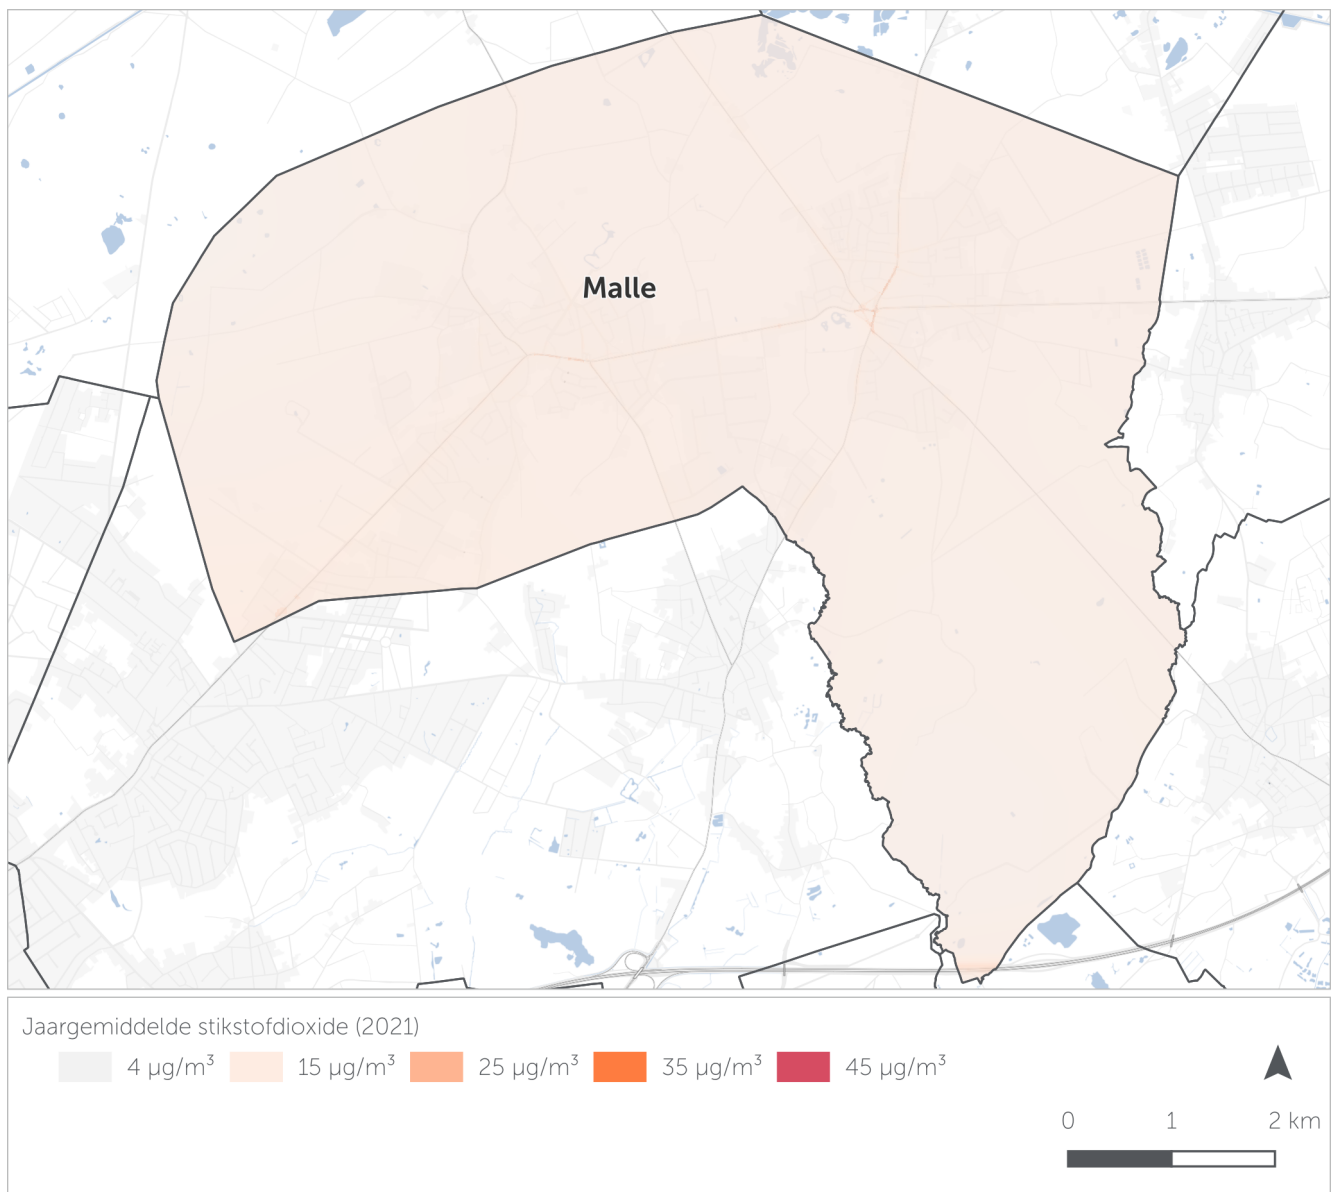 Malle
Jaargemiddelde stikstofdioxide (2021)
4 µg/m³ 15 µg/m³ 25 µg/m³ 35 µg/m³ 45 µg/m³
0 1 2 km